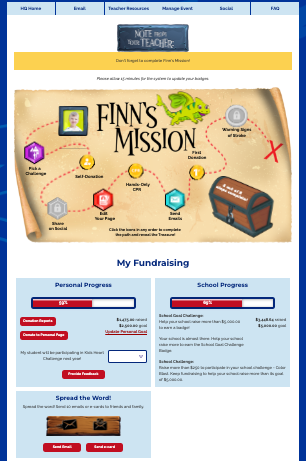 HQ Home
Email
Teacher Resources
Manage Event
Social
FAQ
NOTE FROM
YOUR TEACHER
Don't forget to complete Finn's Mission!
Please allow 15 minutes for the system to update your badges.
FINN'S
MISSION
Warning Signs
of Stroke
First
Donation
Pick a
Challenge
Self-Donation
Hands-Only
CPR
Share
on Social
Edit
Your Page
Send
Emails
Click the icons in any order to complete
the path and reveal the Treasure!
My Fundraising
Personal Progress
59%
Donation Reports
$1,475.00 raised
$2,500.00 goal
Update Personal Goal
Donate to Personal Page
My student will be participating in Kids Heart
Challenge next year!
Provide Feedback
School Progress
69%
School Goal Challenge:
Help your school raise more than $5,000.00
to earn a badge!
$3,448.64 raised
$5,000.00 goal
Your school is almost there. Help your school
raise more to earn the School Goal Challenge
Badge.
School Challenge:
Raise more than $250 to participate in your school challenge - Color
Blast. Keep fundraising to help your school raise more than its goal
of $5,000.00.
Spread the Word!
Spread the word! Send emails or e-cards to friends and family.
Send Email
Send e-card